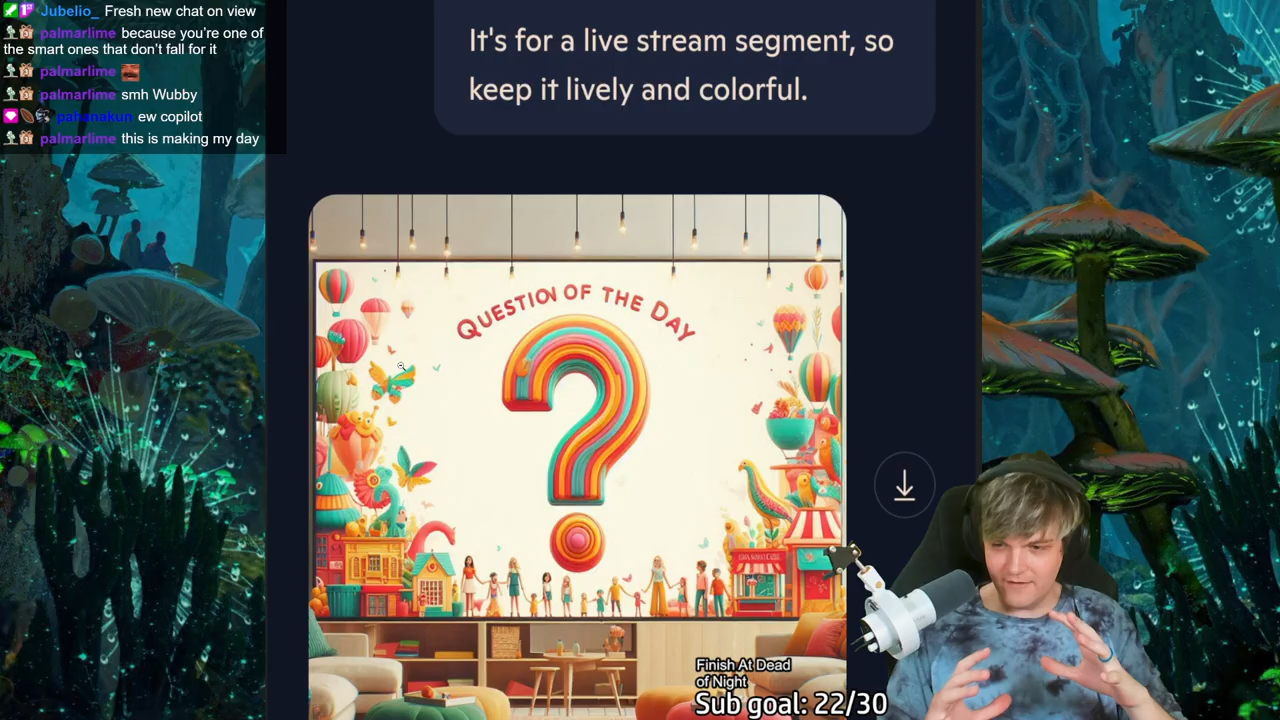 Jubelio_ Fresh new chat on view
palmarlime because you're one of
the smart ones that don't fall for it
palmarlime
palmarlime smh Wubby
pahanakun ew copilot
palmarlime this is making my day
It's for a live stream segment, so
keep it lively and colorful.
QUESTION OF THE DAY
Finish At Dead
of Night
Sub goal: 22/30